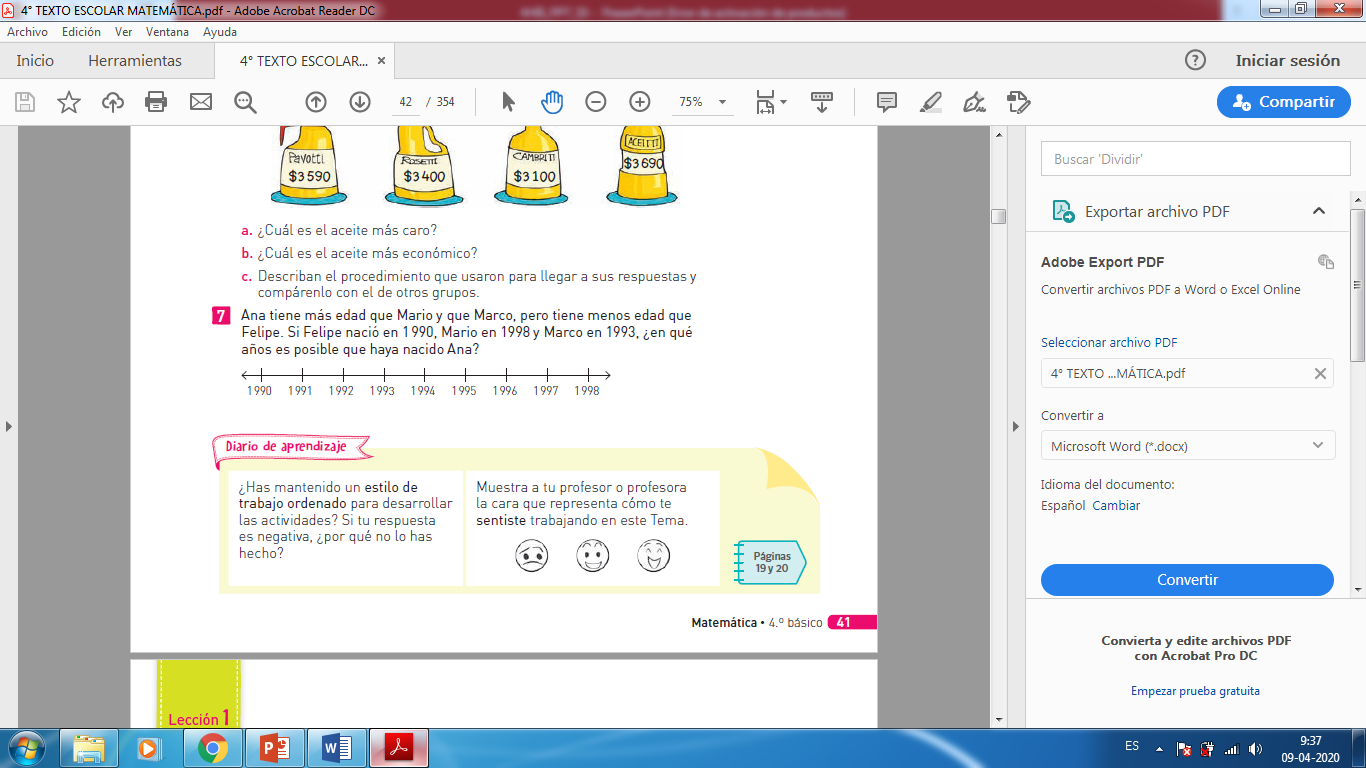 4° TEXTO ESCOLAR MATEMÁTICA.pdf - Adobe Acrobat Reader DC
Archivo Edición Ver Ventana Ayuda
Inicio Herramientas 4° TEXTO ESCOLAR... × Iniciar sesión
42 / 354 75% Compartir
Pavotti
$3 590
ROSETTI
$3 400
CAMBRITI
$3 100
ACEITITI
$3 690
a. ¿Cuál es el aceite más caro?
b. ¿Cuál es el aceite más económico?
c. Describan el procedimiento que usaron para llegar a sus respuestas y
compárenlo con el de otros grupos.
7 Ana tiene más edad que Mario y que Marco, pero tiene menos edad que
Felipe. Si Felipe nació en 1 990, Mario en 1998 y Marco en 1993, ¿en qué
años es posible que haya nacido Ana?
1990 1991 1992 1993 1994 1995 1996 1997 1998
Diario de aprendizaje
¿Has mantenido un estilo de
trabajo ordenado para desarrollar
las actividades? Si tu respuesta
es negativa, ¿por qué no lo has
hecho?
Muestra a tu profesor o profesora
la cara que representa cómo te
sentiste trabajando en este Tema.
Páginas
19 y 20
Matemática • 4.º básico 41
Lección 1
Buscar 'Dividir'
Exportar archivo PDF
Adobe Export PDF
Convertir archivos PDF a Word o Excel Online
Seleccionar archivo PDF
4° TEXTO ...MÁTICA.pdf
Convertir a
Microsoft Word (*.docx)
Idioma del documento:
Español Cambiar
Convertir
Convierta y edite archivos PDF
con Acrobat Pro DC
Empezar prueba gratuita
ES
9:37
09-04-2020